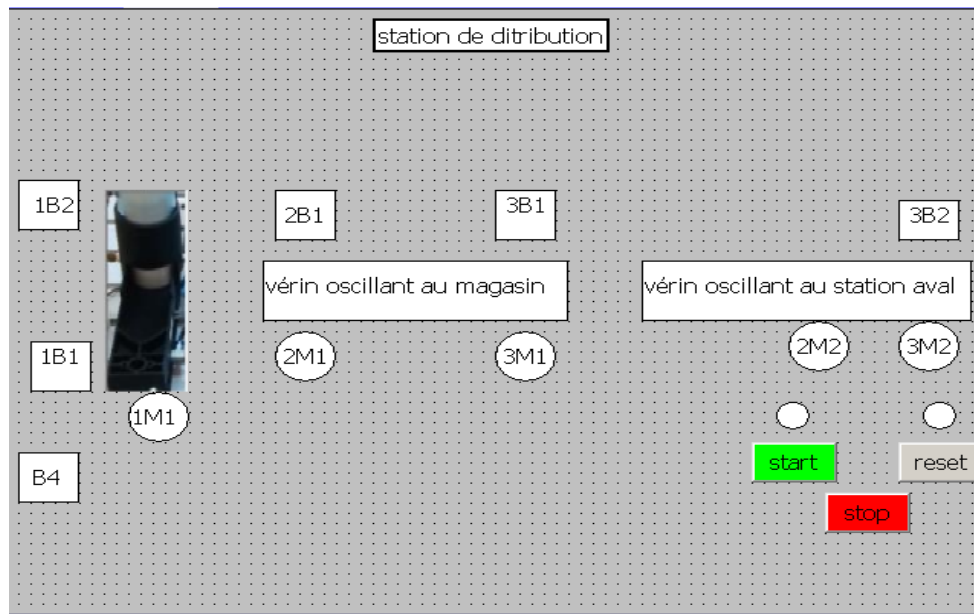 station de ditribution
1B2
2B1
3B1
3B2
vérin oscillant au magasin
vérin oscillant au station aval
1B1
2M1
3M1
2M2
3M2
1M1
B4
start
reset
stop